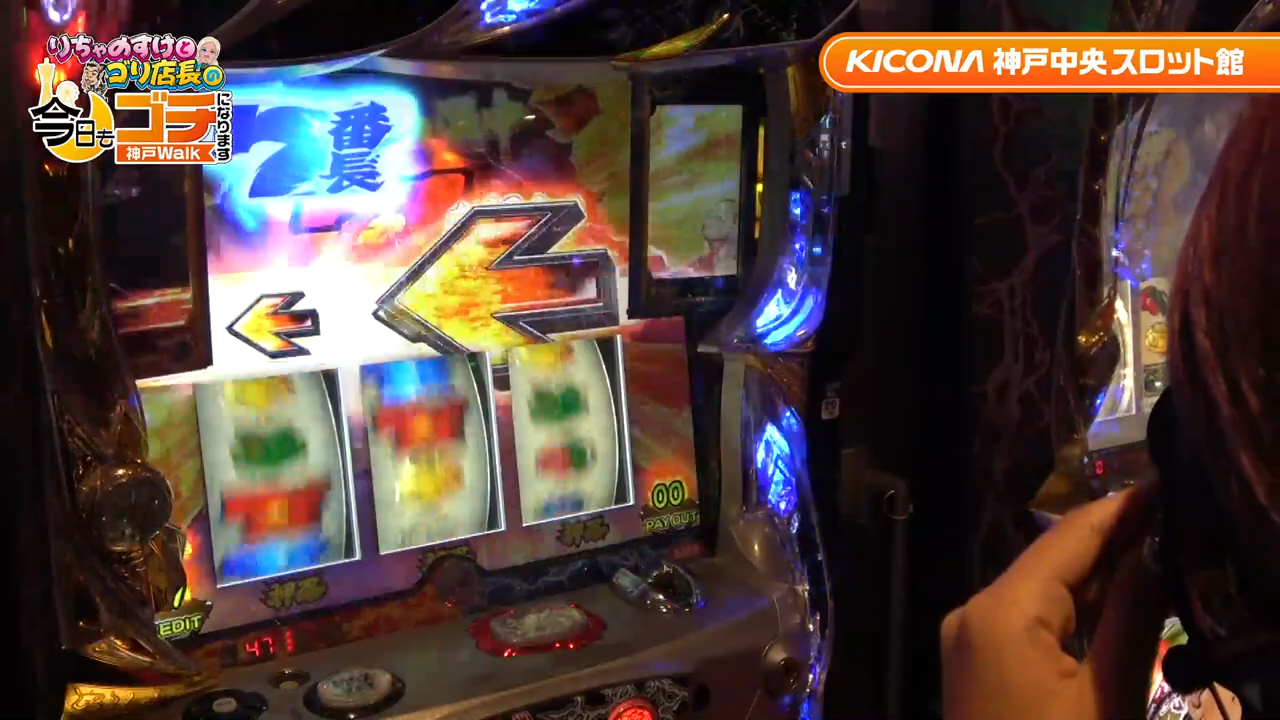 りちゃのすけと
ゴリ店長の
今日も
ゴチ
になります
神戸Walk
KICONA 神戸中央スロット館
7
番長
00
PAY OUT
EDIT
471